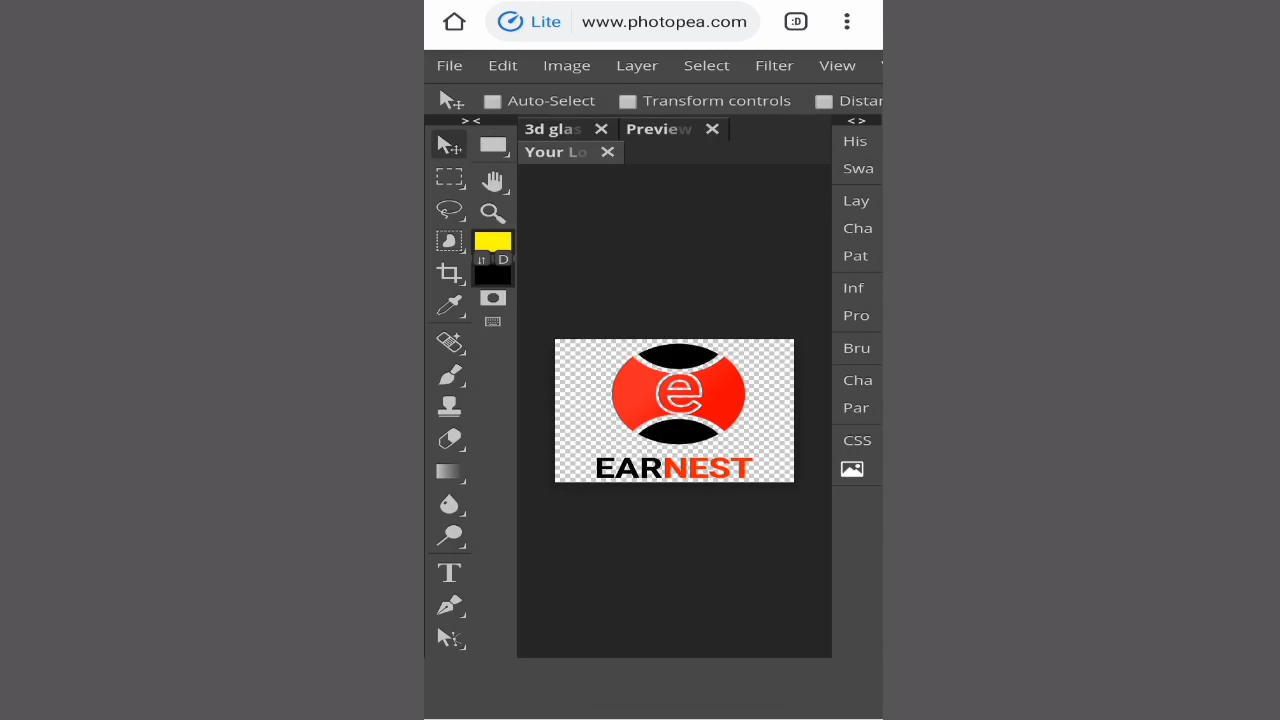 Lite www.photopea.com :D
File Edit Image Layer Select Filter View
Auto-Select Transform controls Distan
> < < >
3d glas Preview
Your Lo
His
Swa
Lay
Cha
Pat
Inf
Pro
Bru
Cha
Par
CSS
D
T
e
EARNEST